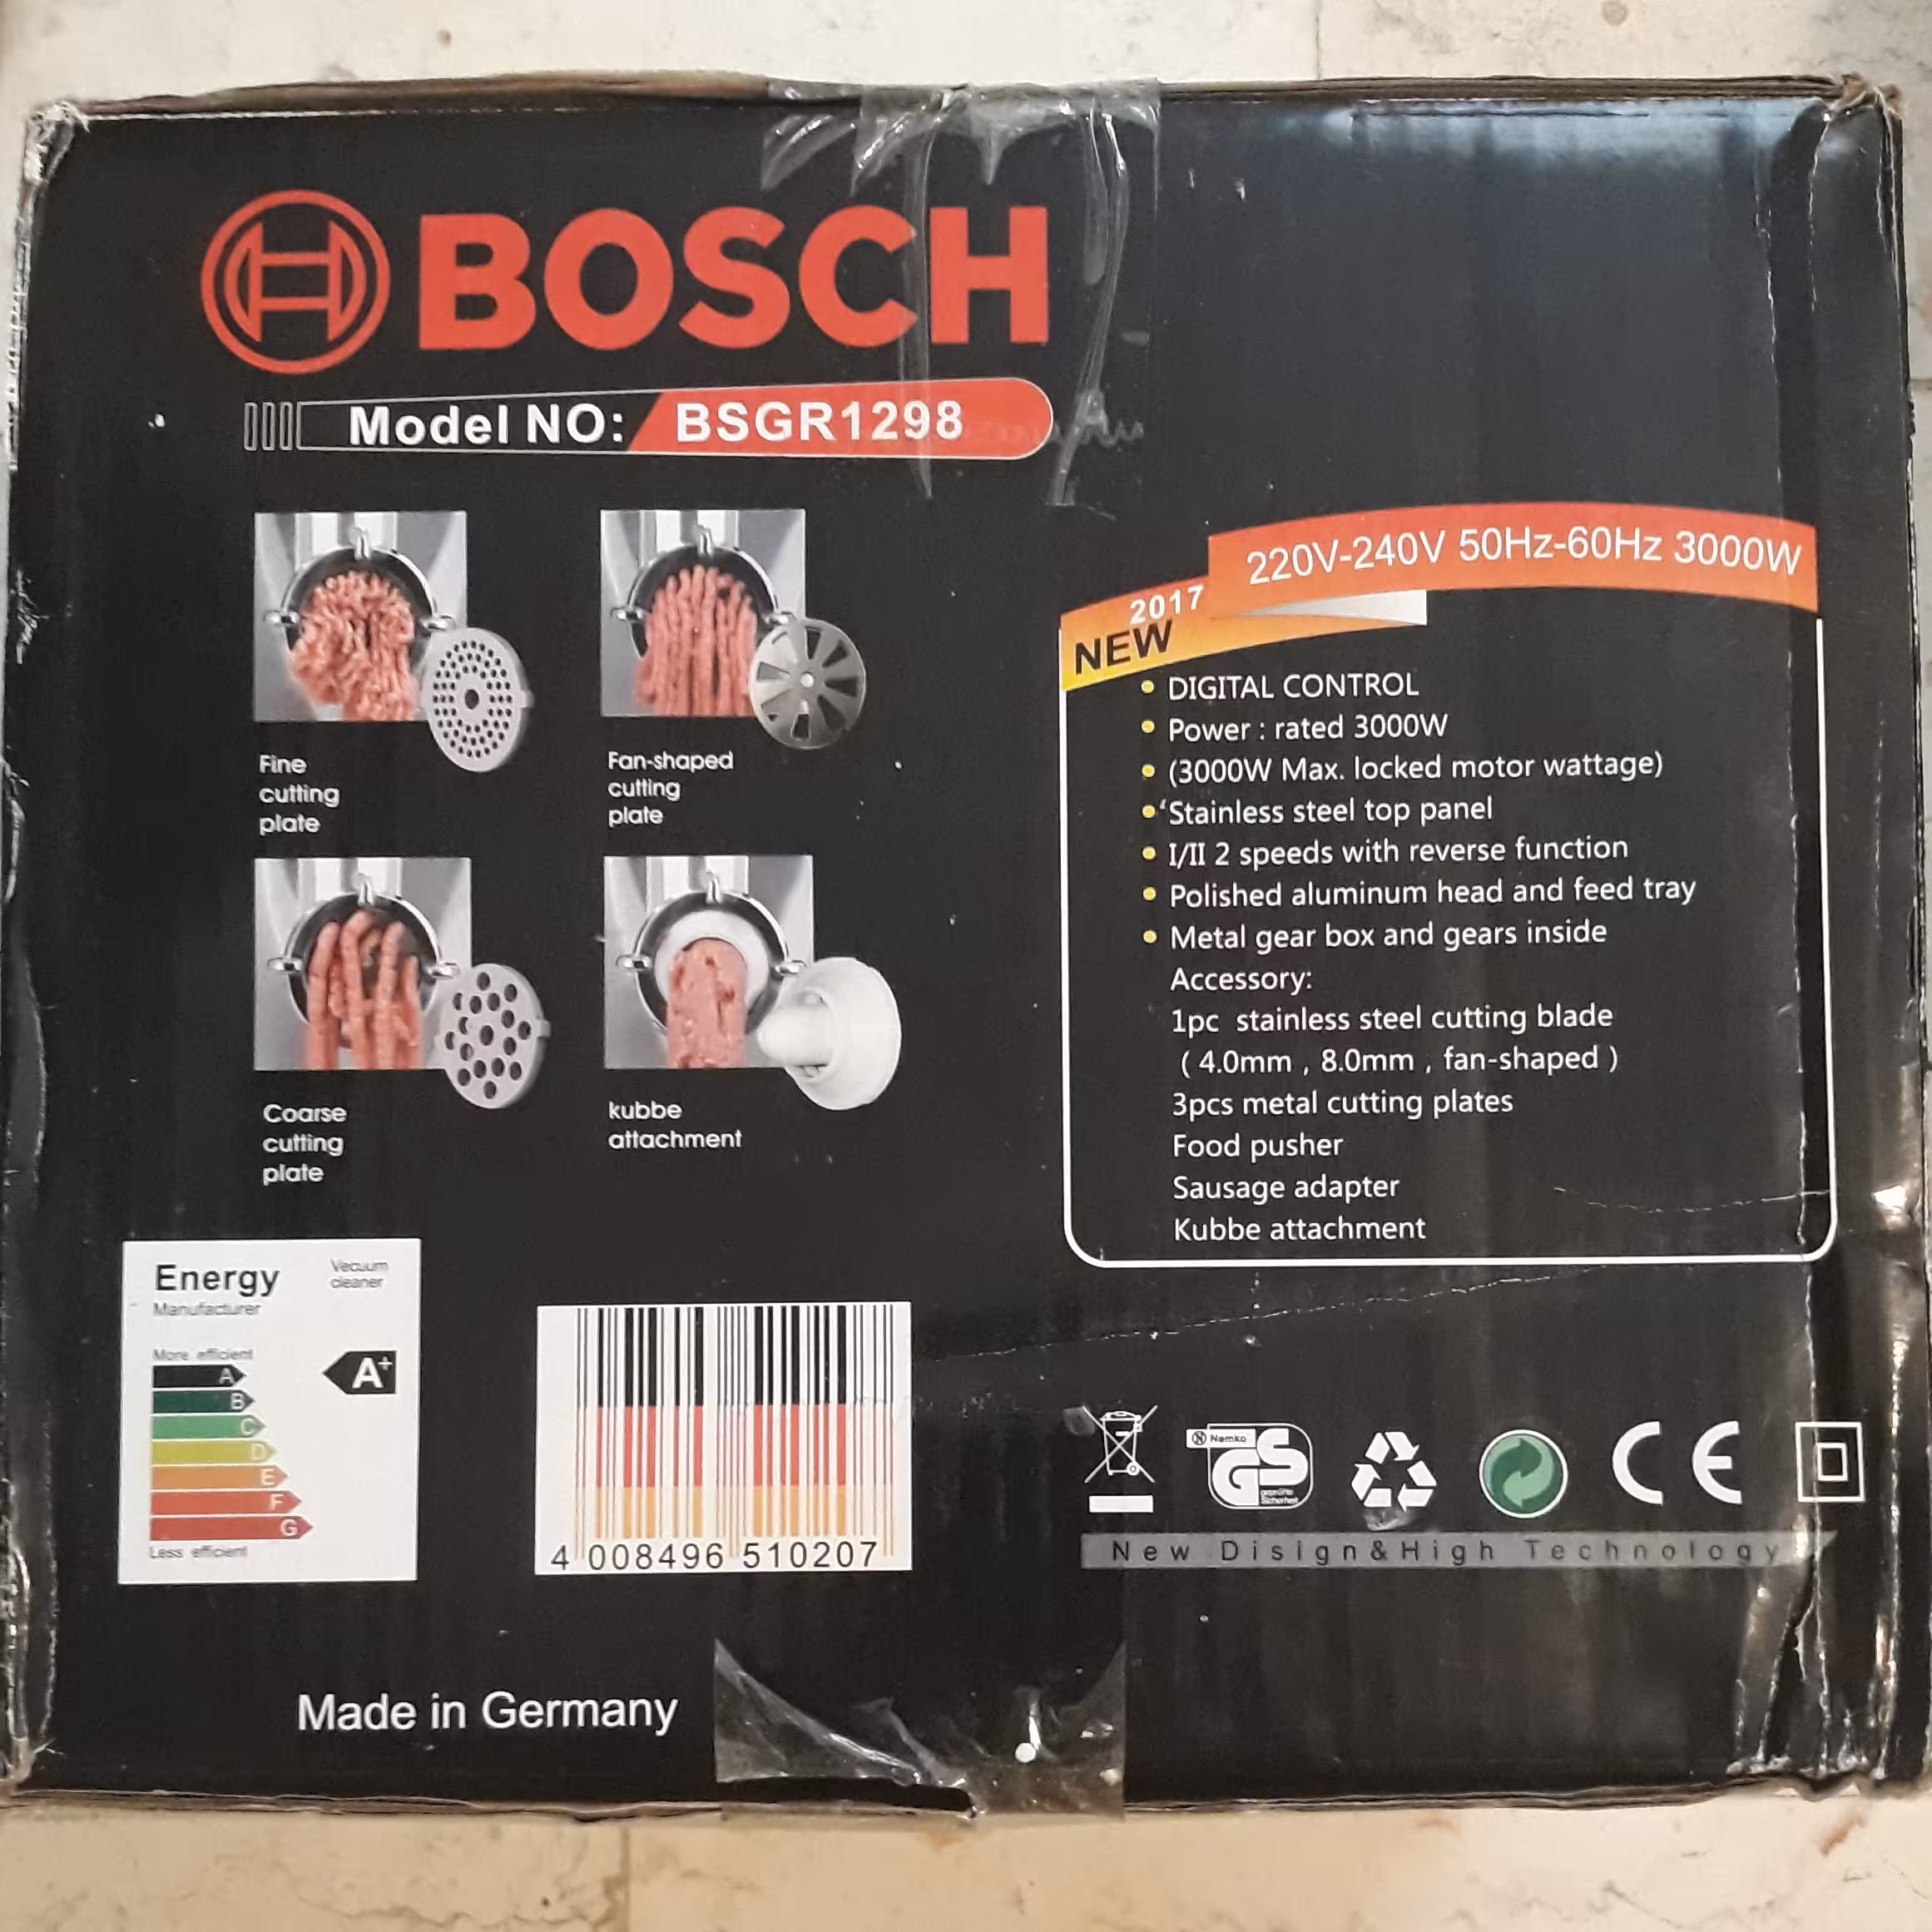 BOSCH
Model NO: BSGR1298
Fine
cutting
plate
Fan-shaped
cutting
plate
Coarse
cutting
plate
kubbe
attachment
220V-240V 50Hz-60Hz 3000W
2017
NEW
• DIGITAL CONTROL
• Power : rated 3000W
• (3000W Max. locked motor wattage)
• ‘Stainless steel top panel
• I/II 2 speeds with reverse function
• Polished aluminum head and feed tray
• Metal gear box and gears inside
Accessory:
1pc stainless steel cutting blade
( 4.0mm , 8.0mm , fan-shaped )
3pcs metal cutting plates
Food pusher
Sausage adapter
Kubbe attachment
Energy
Vacuum
cleaner
Manufacturer
More efficient
A
A+
B
C
D
E
F
G
Less efficient
4 008496 510207
Nemko
GS
geprüfte
Sicherheit
CE
New Disign&High Technology
Made in Germany